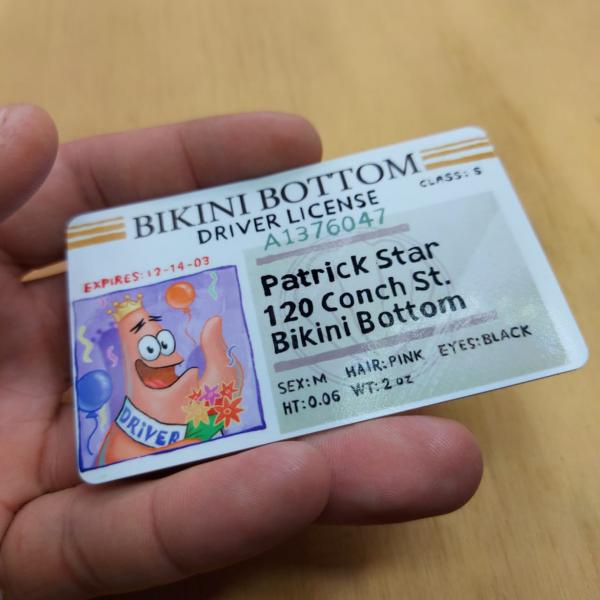 BIKINI BOTTOM
DRIVER LICENSE
CLASS: S
A1376047
EXPIRES: 12-14-03
Patrick Star
120 Conch St.
Bikini Bottom
SEX: M HAIR: PINK EYES: BLACK
HT: 0.06 WT: 2 oz
DRIVER